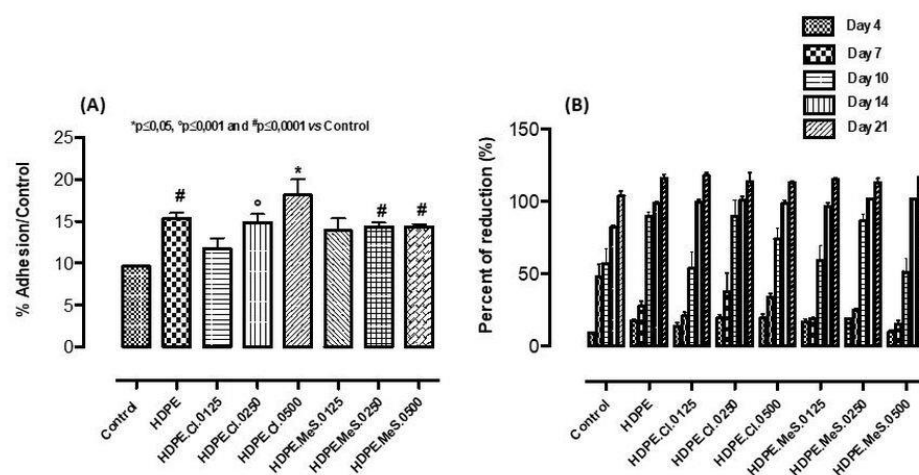 Day 4
Day 7
Day 10
Day 14
Day 21
(A)
*p≤0,05, °p≤0,001 and #p≤0,0001 vs Control
% Adhesion/Control
25
20
15
10
5
0
#
°
*
#
#
Control
HDPE
HDPE.Cl.0125
HDPE.Cl.0250
HDPE.Cl.0500
HDPE.MeS.0125
HDPE.MeS.0250
HDPE.MeS.0500
(B)
Percent of reduction (%)
150
100
50
0
Control
HDPE
HDPE.Cl.0125
HDPE.Cl.0250
HDPE.Cl.0500
HDPE.MeS.0125
HDPE.MeS.0250
HDPE.MeS.0500